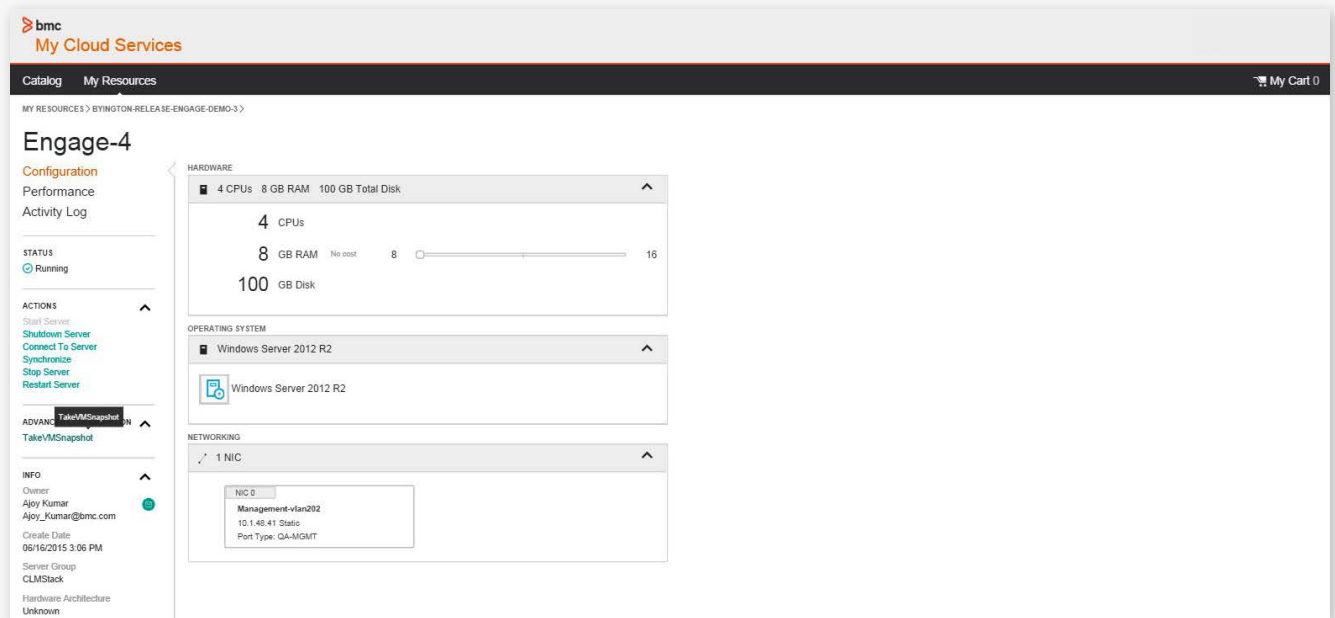 bmc
My Cloud Services
Catalog My Resources My Cart 0
MY RESOURCES > BYINGTON-RELEASE-ENGAGE-DEMO-3 >
Engage-4
Configuration
Performance
Activity Log
STATUS
Running
ACTIONS
Start Server
Shutdown Server
Connect To Server
Synchronize
Stop Server
Restart Server
TakeVMSnapshot
ADVANC ON
TakeVMSnapshot
INFO
Owner
Ajoy Kumar
Ajoy_Kumar@bmc.com
Create Date
06/16/2015 3:06 PM
Server Group
CLMStack
Hardware Architecture
Unknown
HARDWARE
4 CPUs 8 GB RAM 100 GB Total Disk
4 CPUs
8 GB RAM No cost 8 16
100 GB Disk
OPERATING SYSTEM
Windows Server 2012 R2
Windows Server 2012 R2
NETWORKING
1 NIC
NIC 0
Management-vlan202
10.1.48.41 Static
Port Type: QA-MGMT